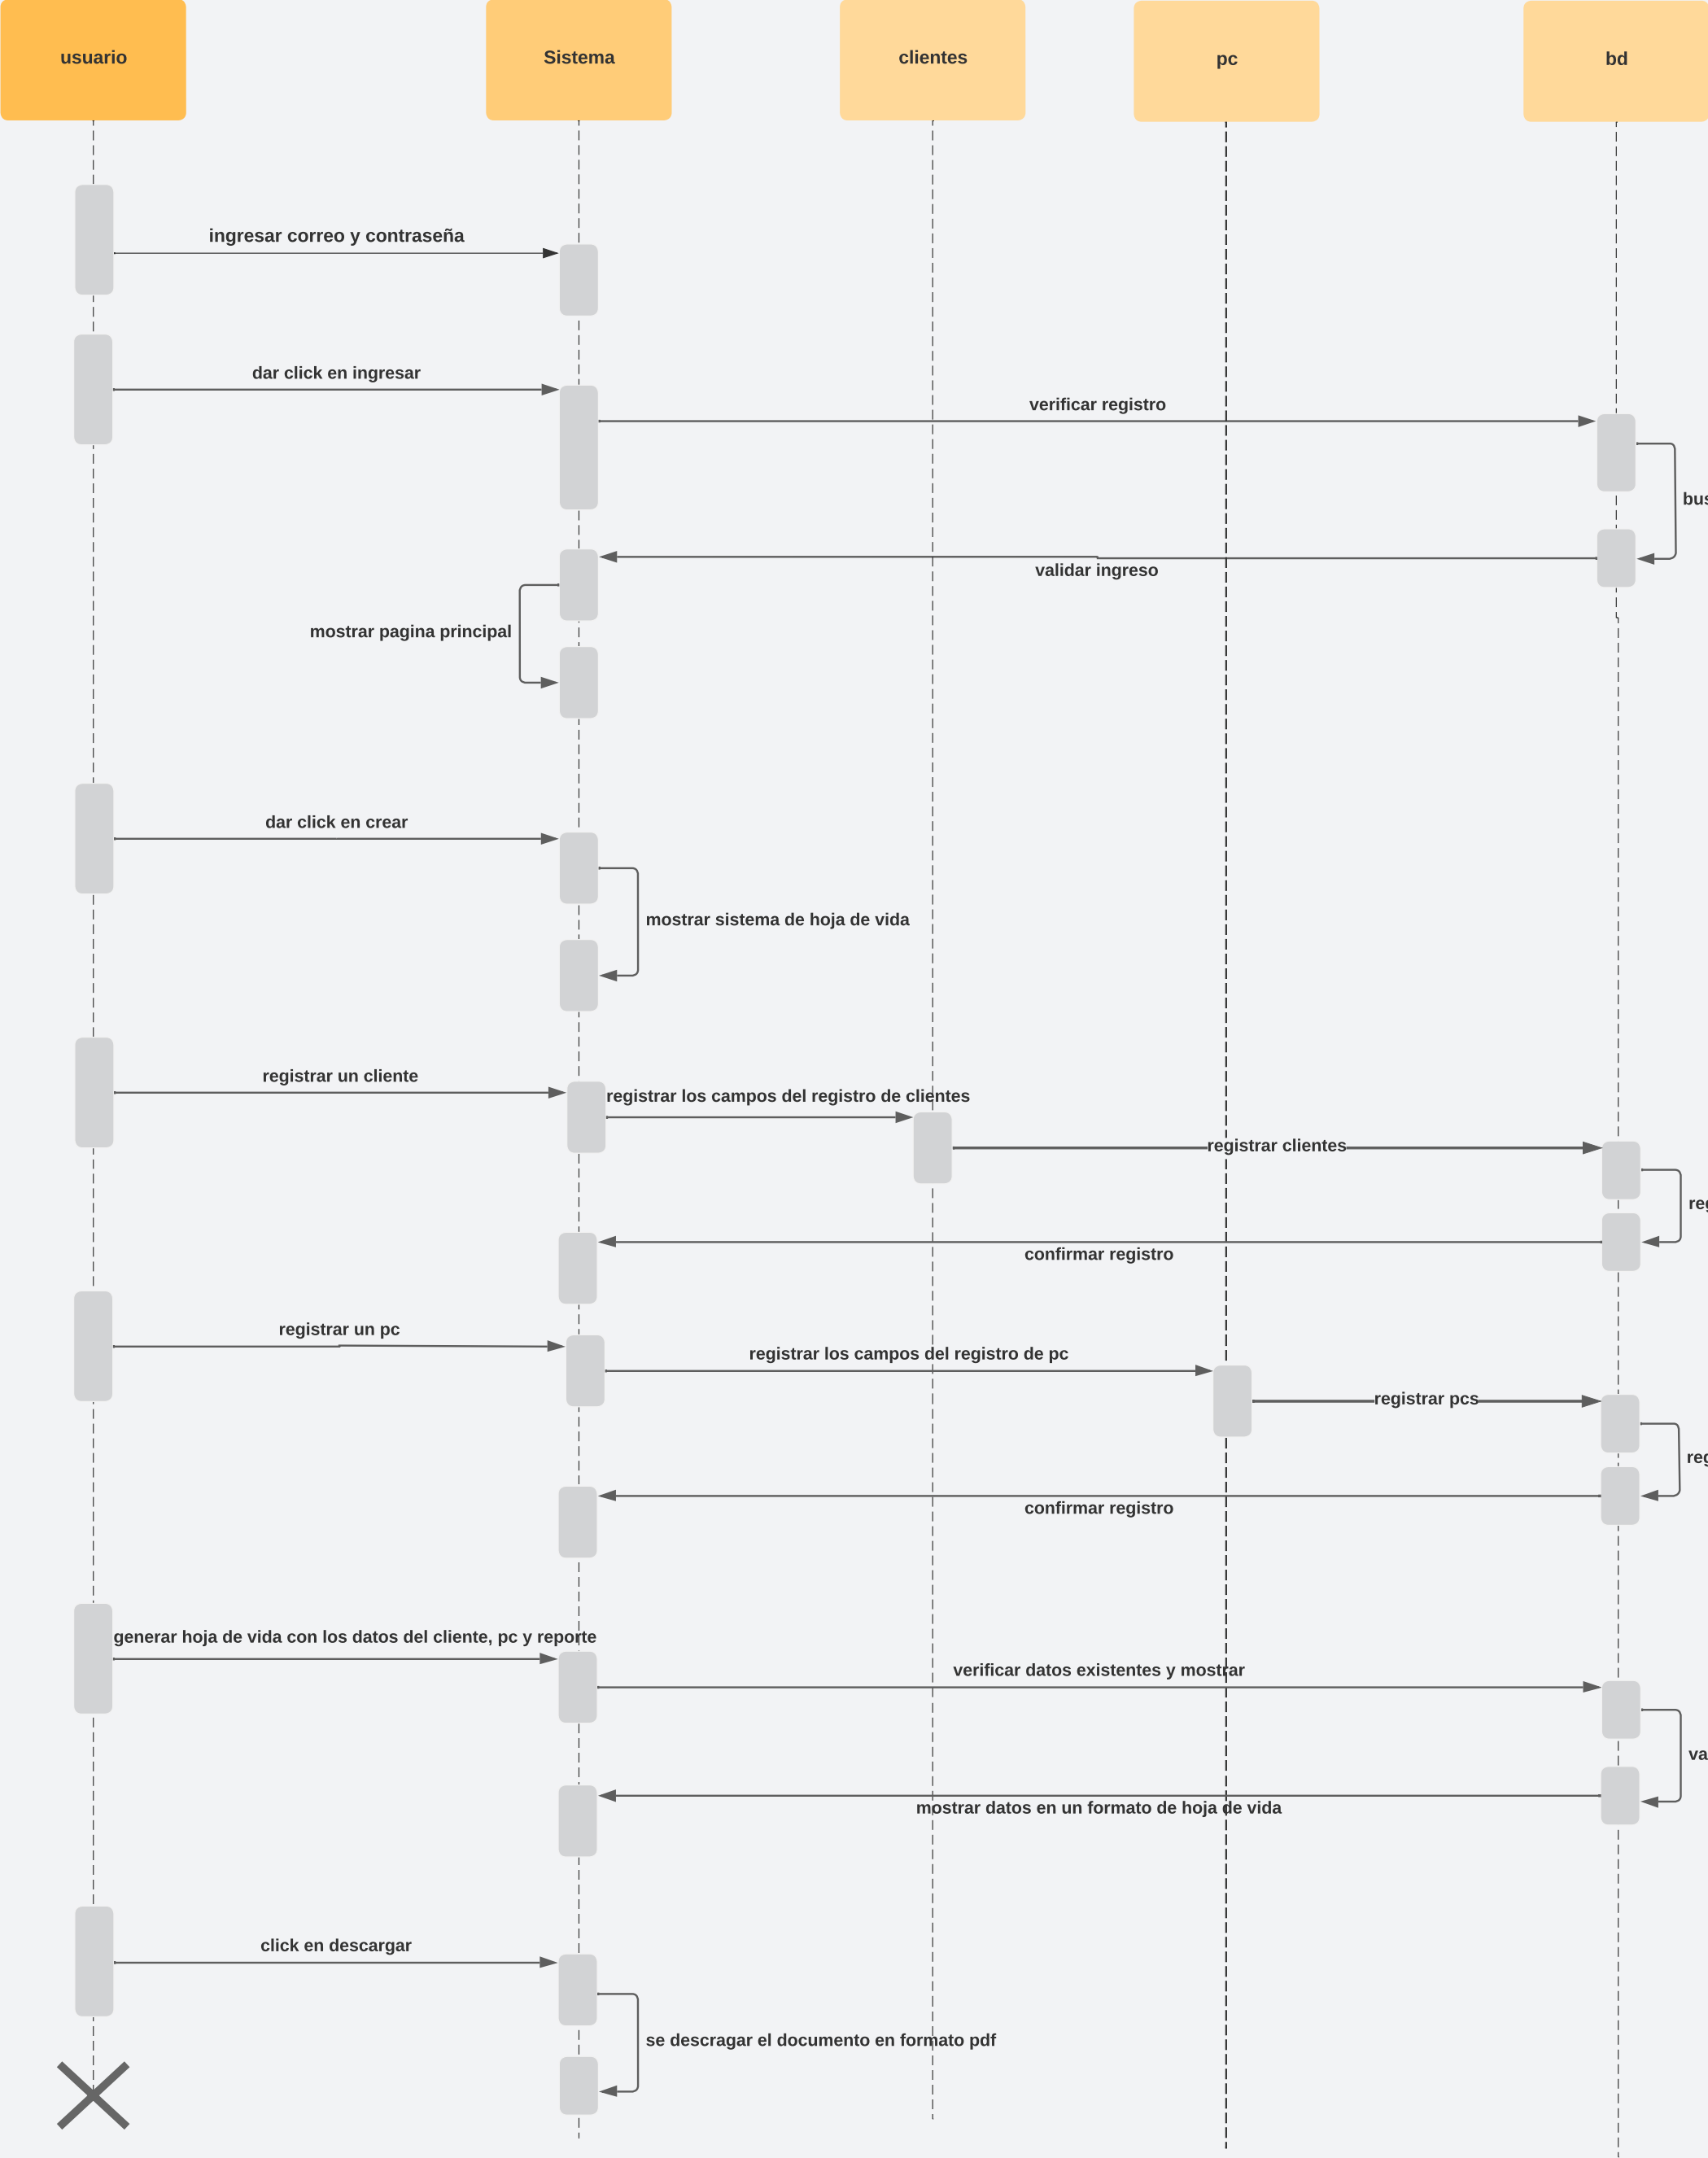 usuario
Sistema
clientes
pc
bd
ingresar correo y contraseña
dar click en ingresar
verificar registro
validar ingreso
mostrar pagina principal
dar click en crear
mostrar sistema de hoja de vida
registrar un cliente
registrar los campos del registro de clientes
registrar clientes
confirmar registro
registrar un pc
registrar los campos del registro de pc
registrar pcs
confirmar registro
generar hoja de vida con los datos del cliente, pc y reporte
verificar datos existentes y mostrar
mostrar datos en un formato de hoja de vida
click en descargar
se descragar el documento en formato pdf